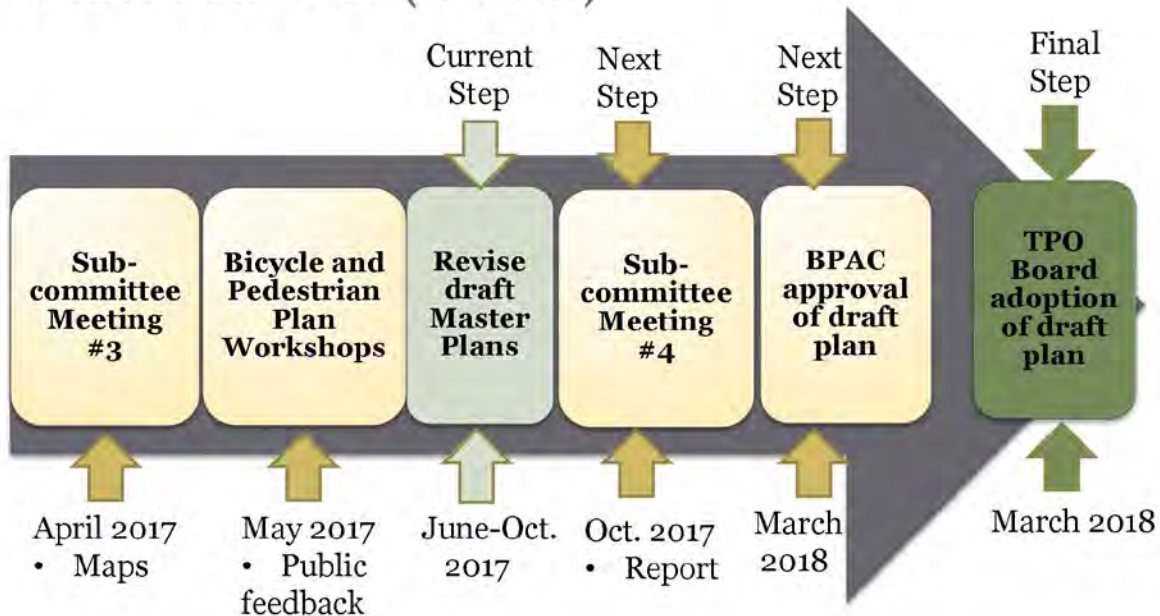 Current
Step
Next
Step
Next
Step
Final
Step
Sub-
committee
Meeting
#3
Bicycle and
Pedestrian
Plan
Workshops
Revise
draft
Master
Plans
Sub-
committee
Meeting
#4
BPAC
approval
of draft
plan
TPO
Board
adoption
of draft
plan
April 2017
• Maps
May 2017
• Public
feedback
June-Oct.
2017
Oct. 2017
• Report
March
2018
March 2018